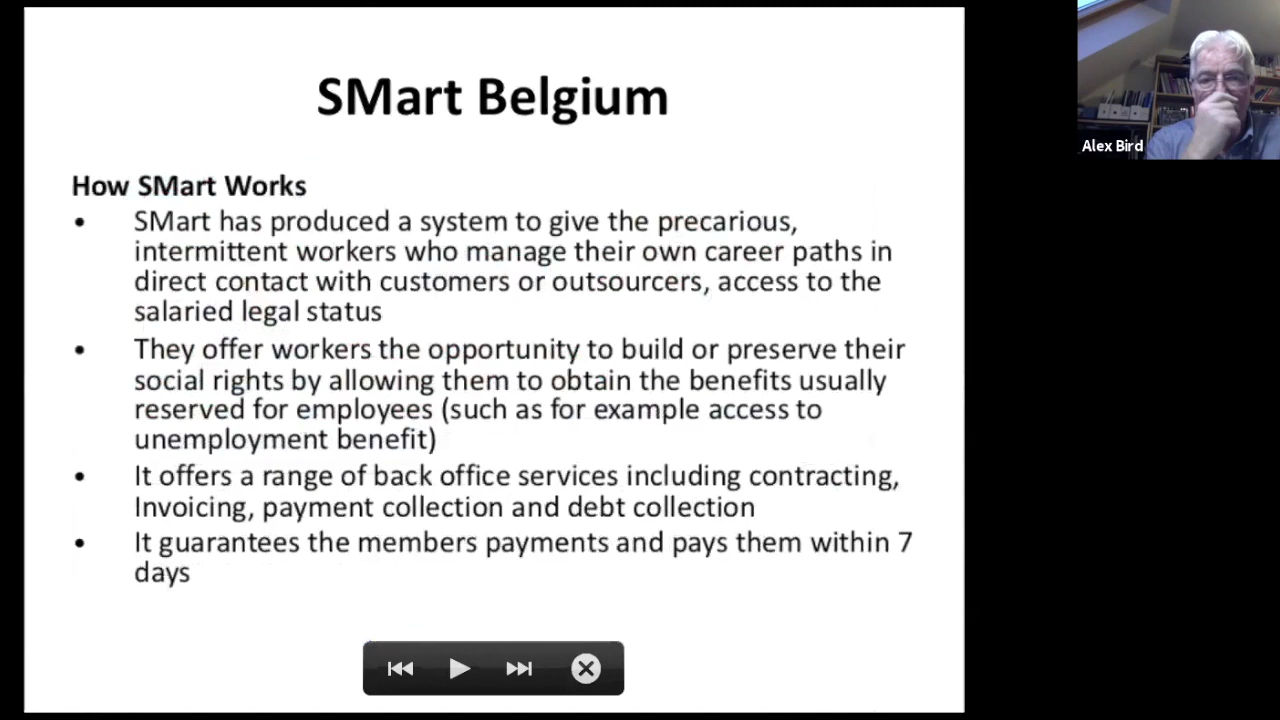 SMart Belgium
How SMart Works
• SMart has produced a system to give the precarious,
intermittent workers who manage their own career paths in
direct contact with customers or outsourcers, access to the
salaried legal status
• They offer workers the opportunity to build or preserve their
social rights by allowing them to obtain the benefits usually
reserved for employees (such as for example access to
unemployment benefit)
• It offers a range of back office services including contracting,
Invoicing, payment collection and debt collection
• It guarantees the members payments and pays them within 7
days
Alex Bird